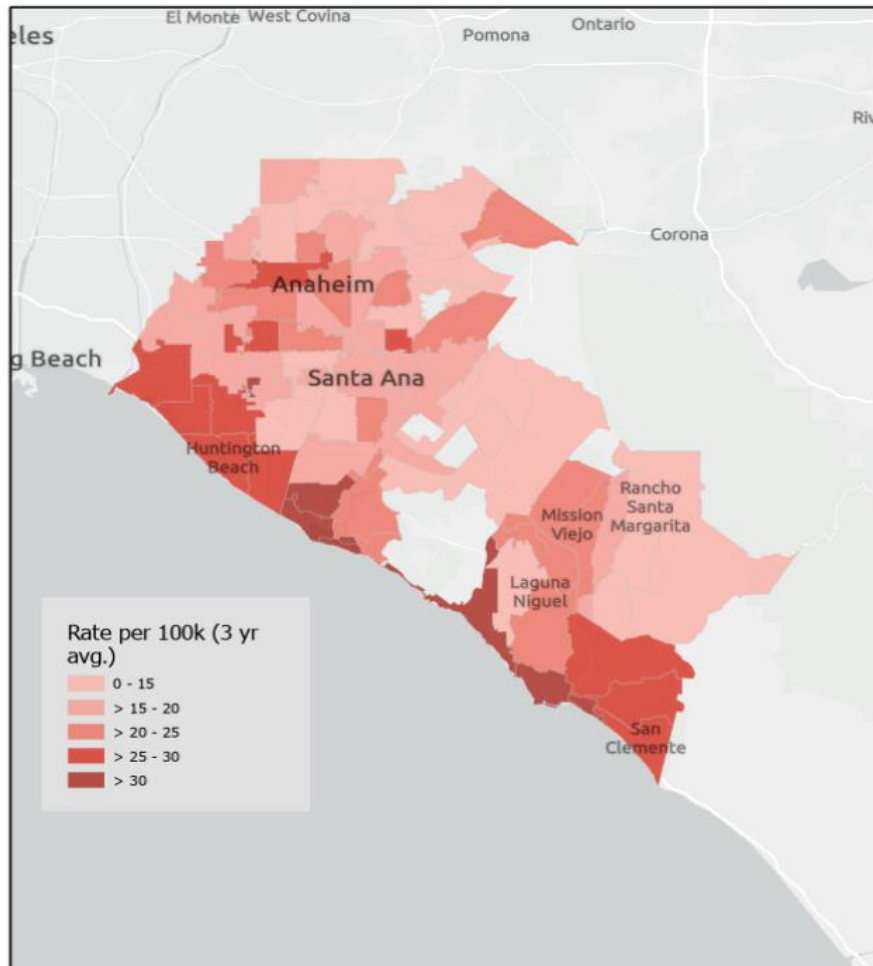 El Monte West Covina
eles
Pomona
Ontario
Riv
Corona
Anaheim
g Beach
Santa Ana
Huntington
Beach
Rancho
Santa
Margarita
Mission
Viejo
Laguna
Niguel
San
Clemente
Rate per 100k (3 yr
avg.)
0 - 15
> 15 - 20
> 20 - 25
> 25 - 30
> 30